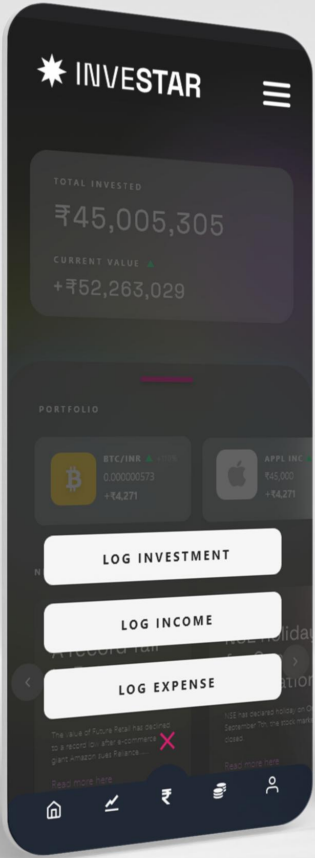 INVESTAR
TOTAL INVESTED
₹45,005,305
CURRENT VALUE
+₹52,263,029
PORTFOLIO
BTC/INR
0.000000573
+₹4,271
APPL INC
₹45,000
+₹4,271
LOG INVESTMENT
LOG INCOME
LOG EXPENSE
The value of Future Retail has declined
to a record low after e-commerce
giant Amazon sues Reliance...
Read more here
NSE has declared holiday on
September 7th, the stock
closed
Read more here
₹